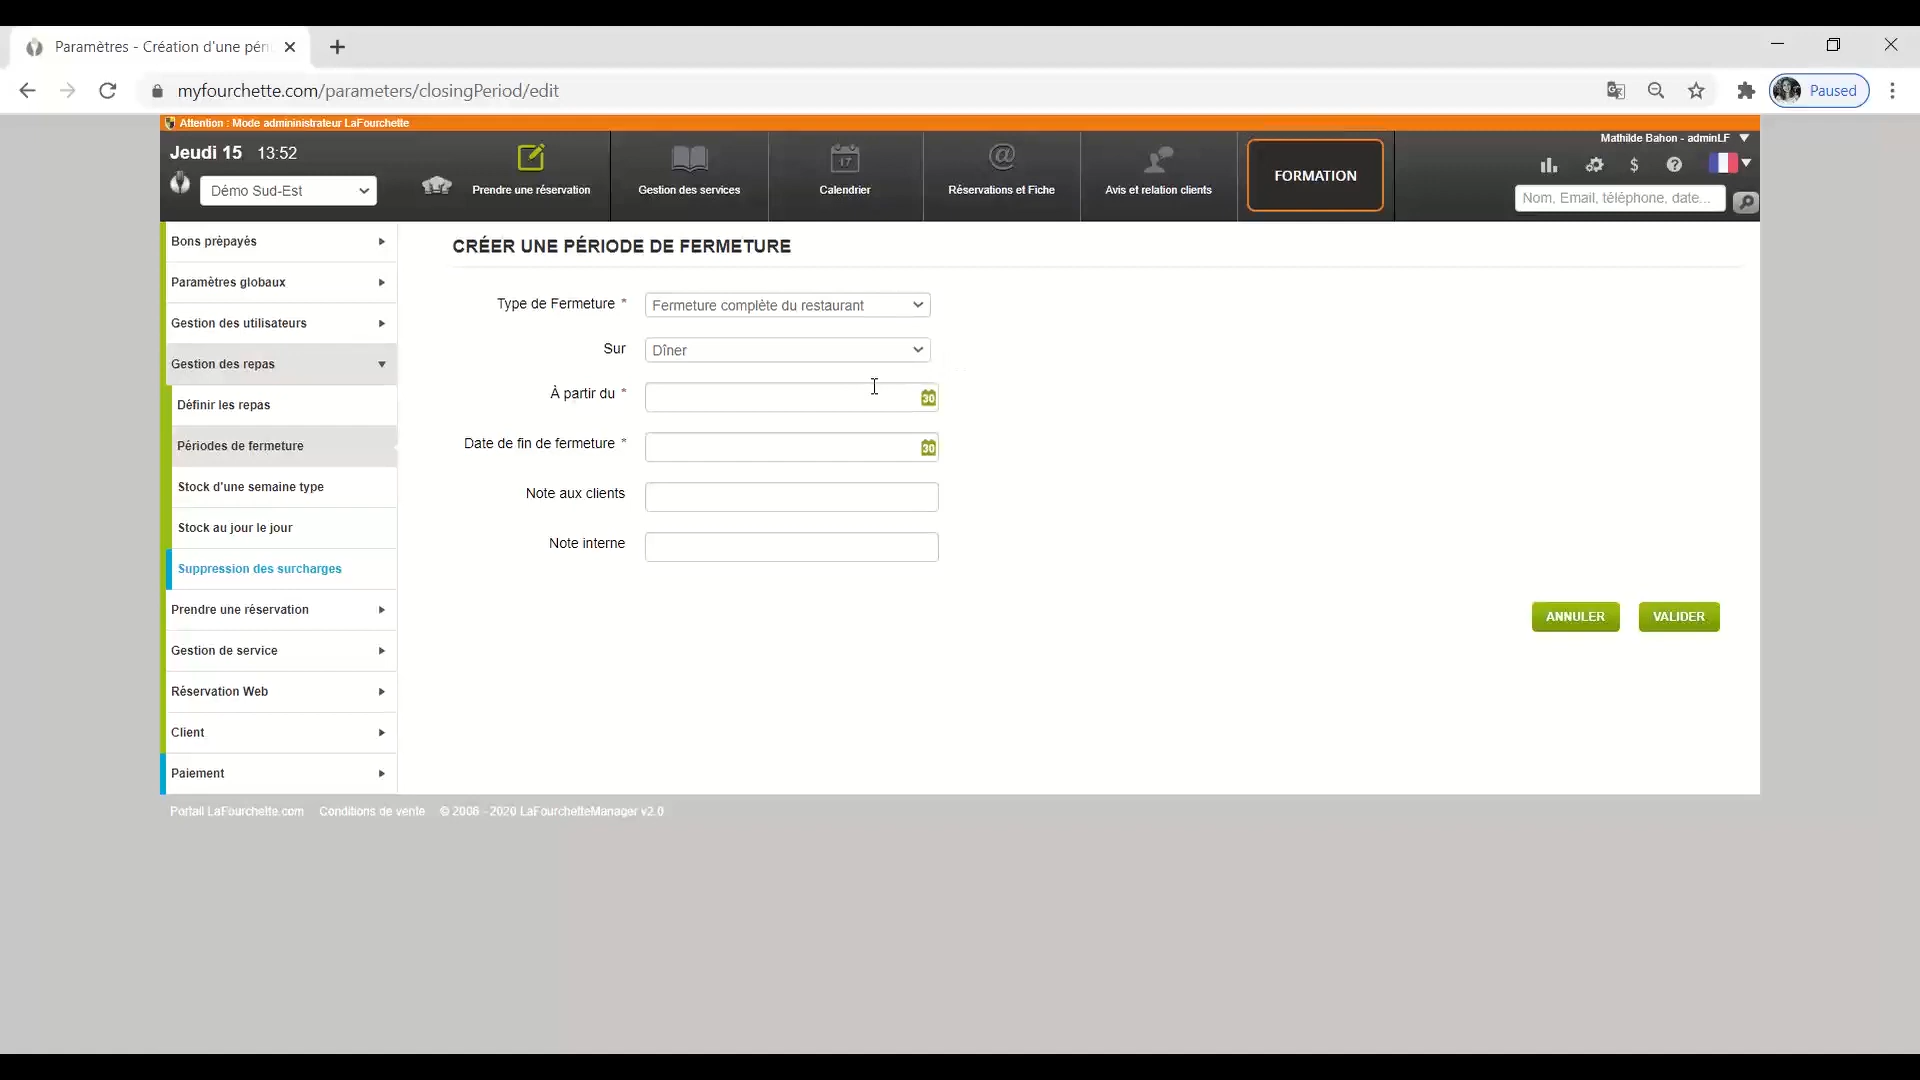 Paramètres - Création d'une péri
myfourchette.com/parameters/closingPeriod/edit
Paused
Attention : Mode admininistrateur LaFourchette
Mathilde Bahon - adminLF
Jeudi 15 13:52
Démo Sud-Est
Prendre une réservation
Gestion des services
17
Calendrier
@
Réservations et Fiche
Avis et relation clients
FORMATION
$ ?
Nom, Email, téléphone, date...
Bons prépayés
Paramètres globaux
Gestion des utilisateurs
Gestion des repas
Définir les repas
Périodes de fermeture
Stock d'une semaine type
Stock au jour le jour
Suppression des surcharges
Prendre une réservation
Gestion de service
Réservation Web
Client
Paiement
CRÉER UNE PÉRIODE DE FERMETURE
Type de Fermeture * Fermeture complète du restaurant
Sur Dîner
À partir du * 30
Date de fin de fermeture * 30
Note aux clients
Note interne
ANNULER VALIDER
Portail LaFourchette.com Conditions de vente © 2006 - 2020 LaFourchetteManager v2.0